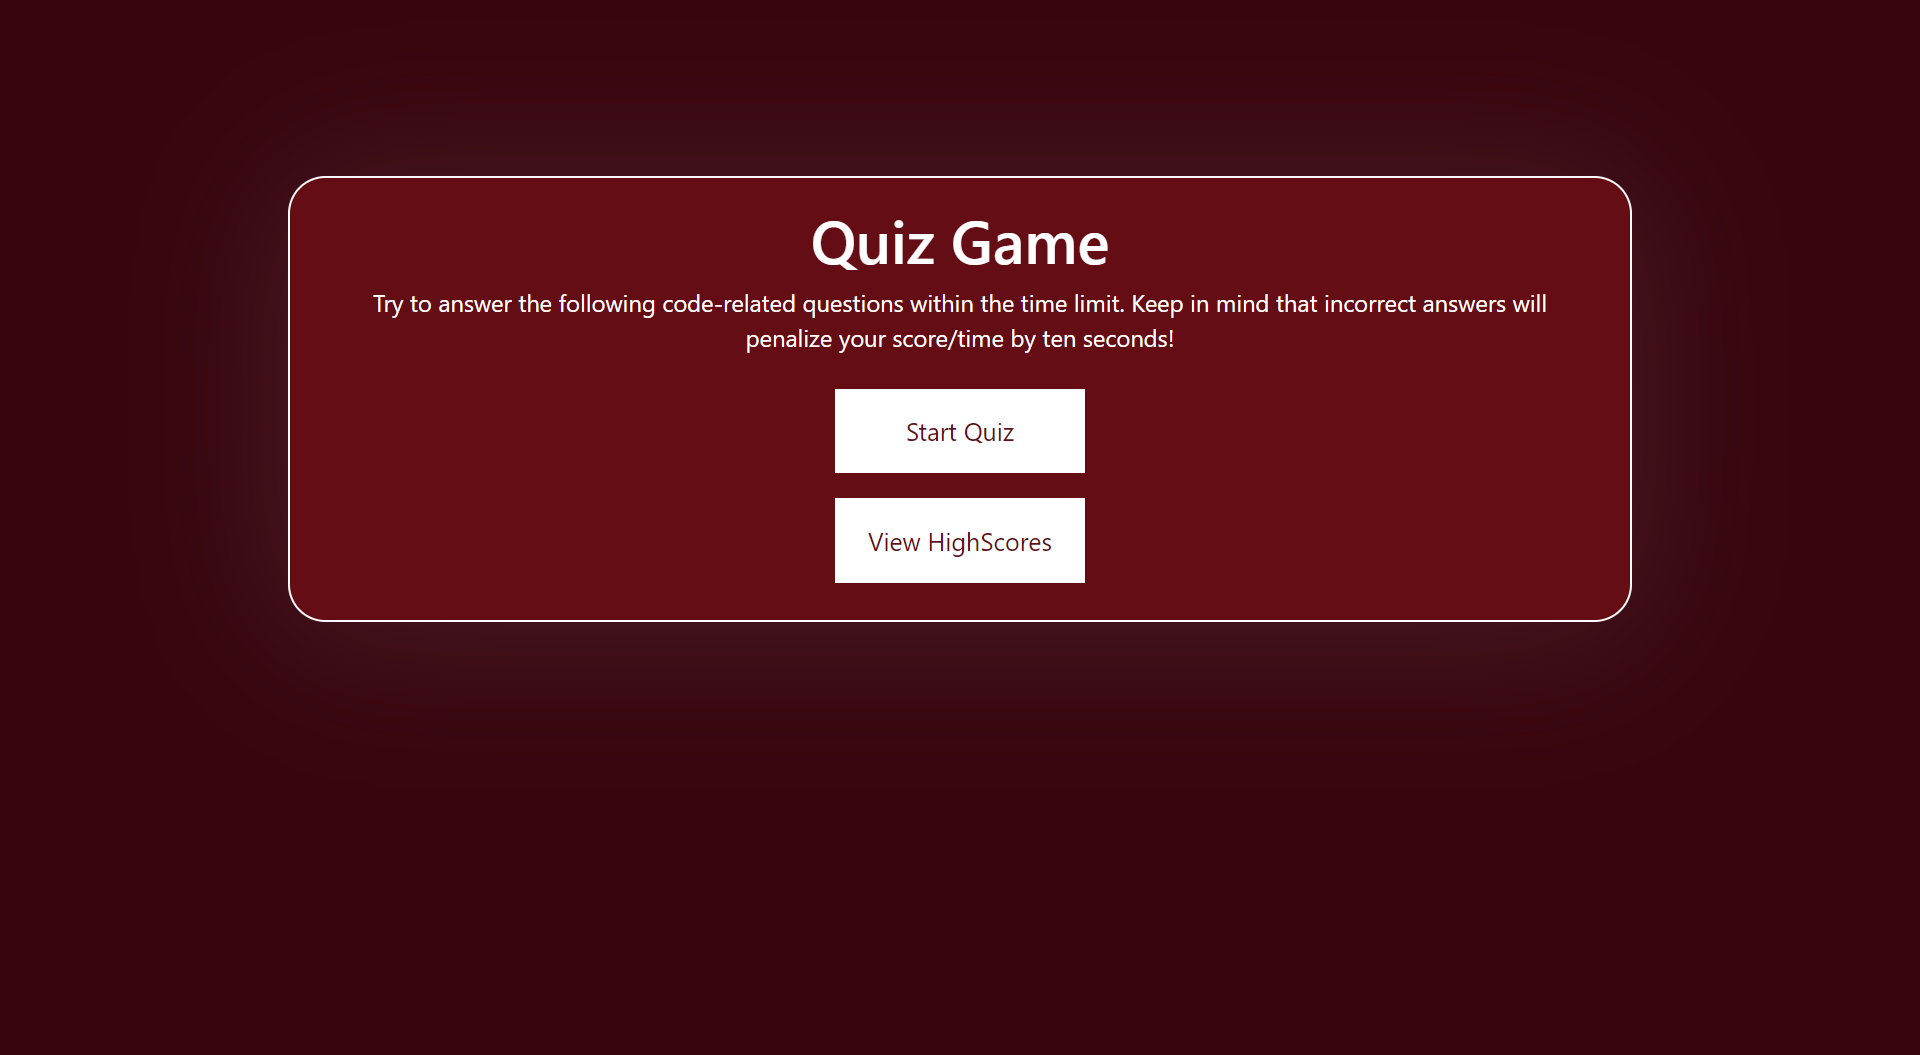 Quiz Game
Try to answer the following code-related questions within the time limit. Keep in mind that incorrect answers will
penalize your score/time by ten seconds!
Start Quiz
View HighScores